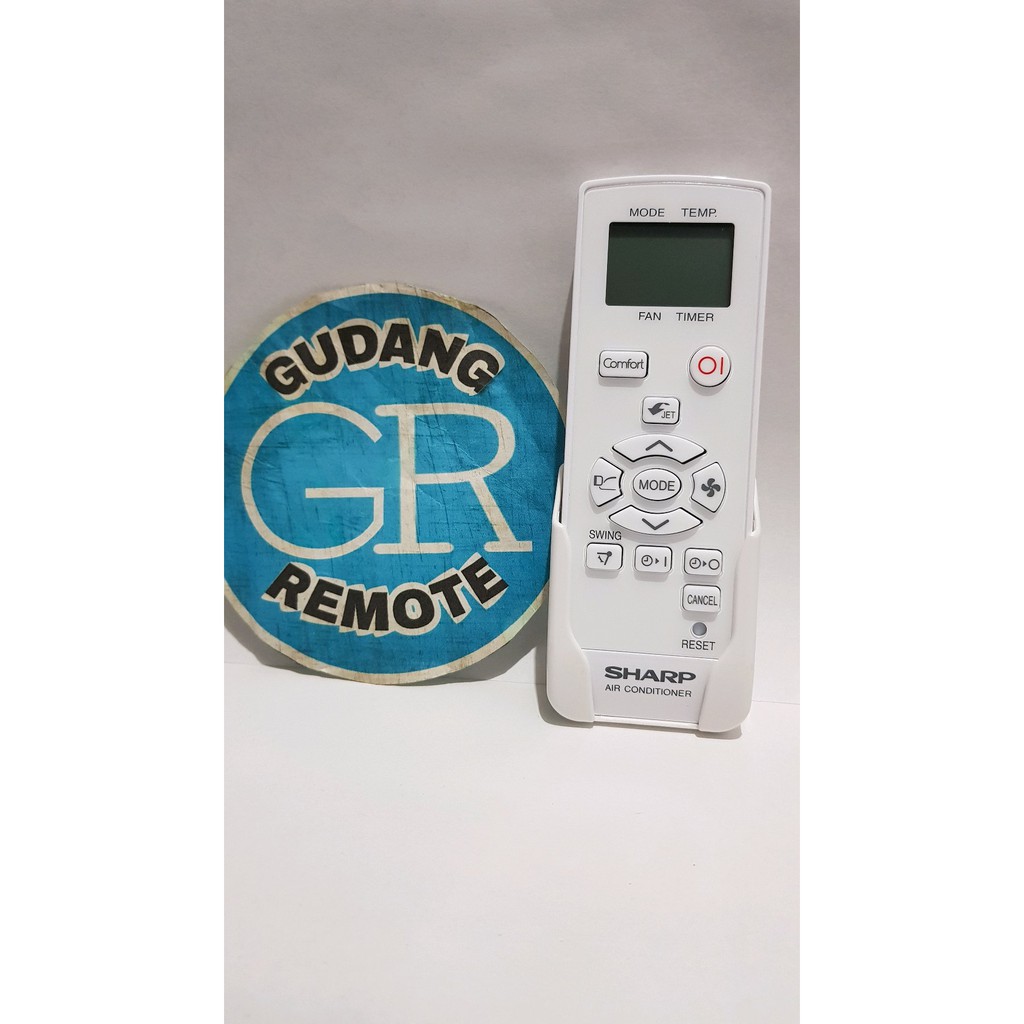 GUDANG
GR
REMOTE
MODE TEMP.
FAN TIMER
Comfort
JET
MODE
SWING
CANCEL
RESET
SHARP
AIR CONDITIONER